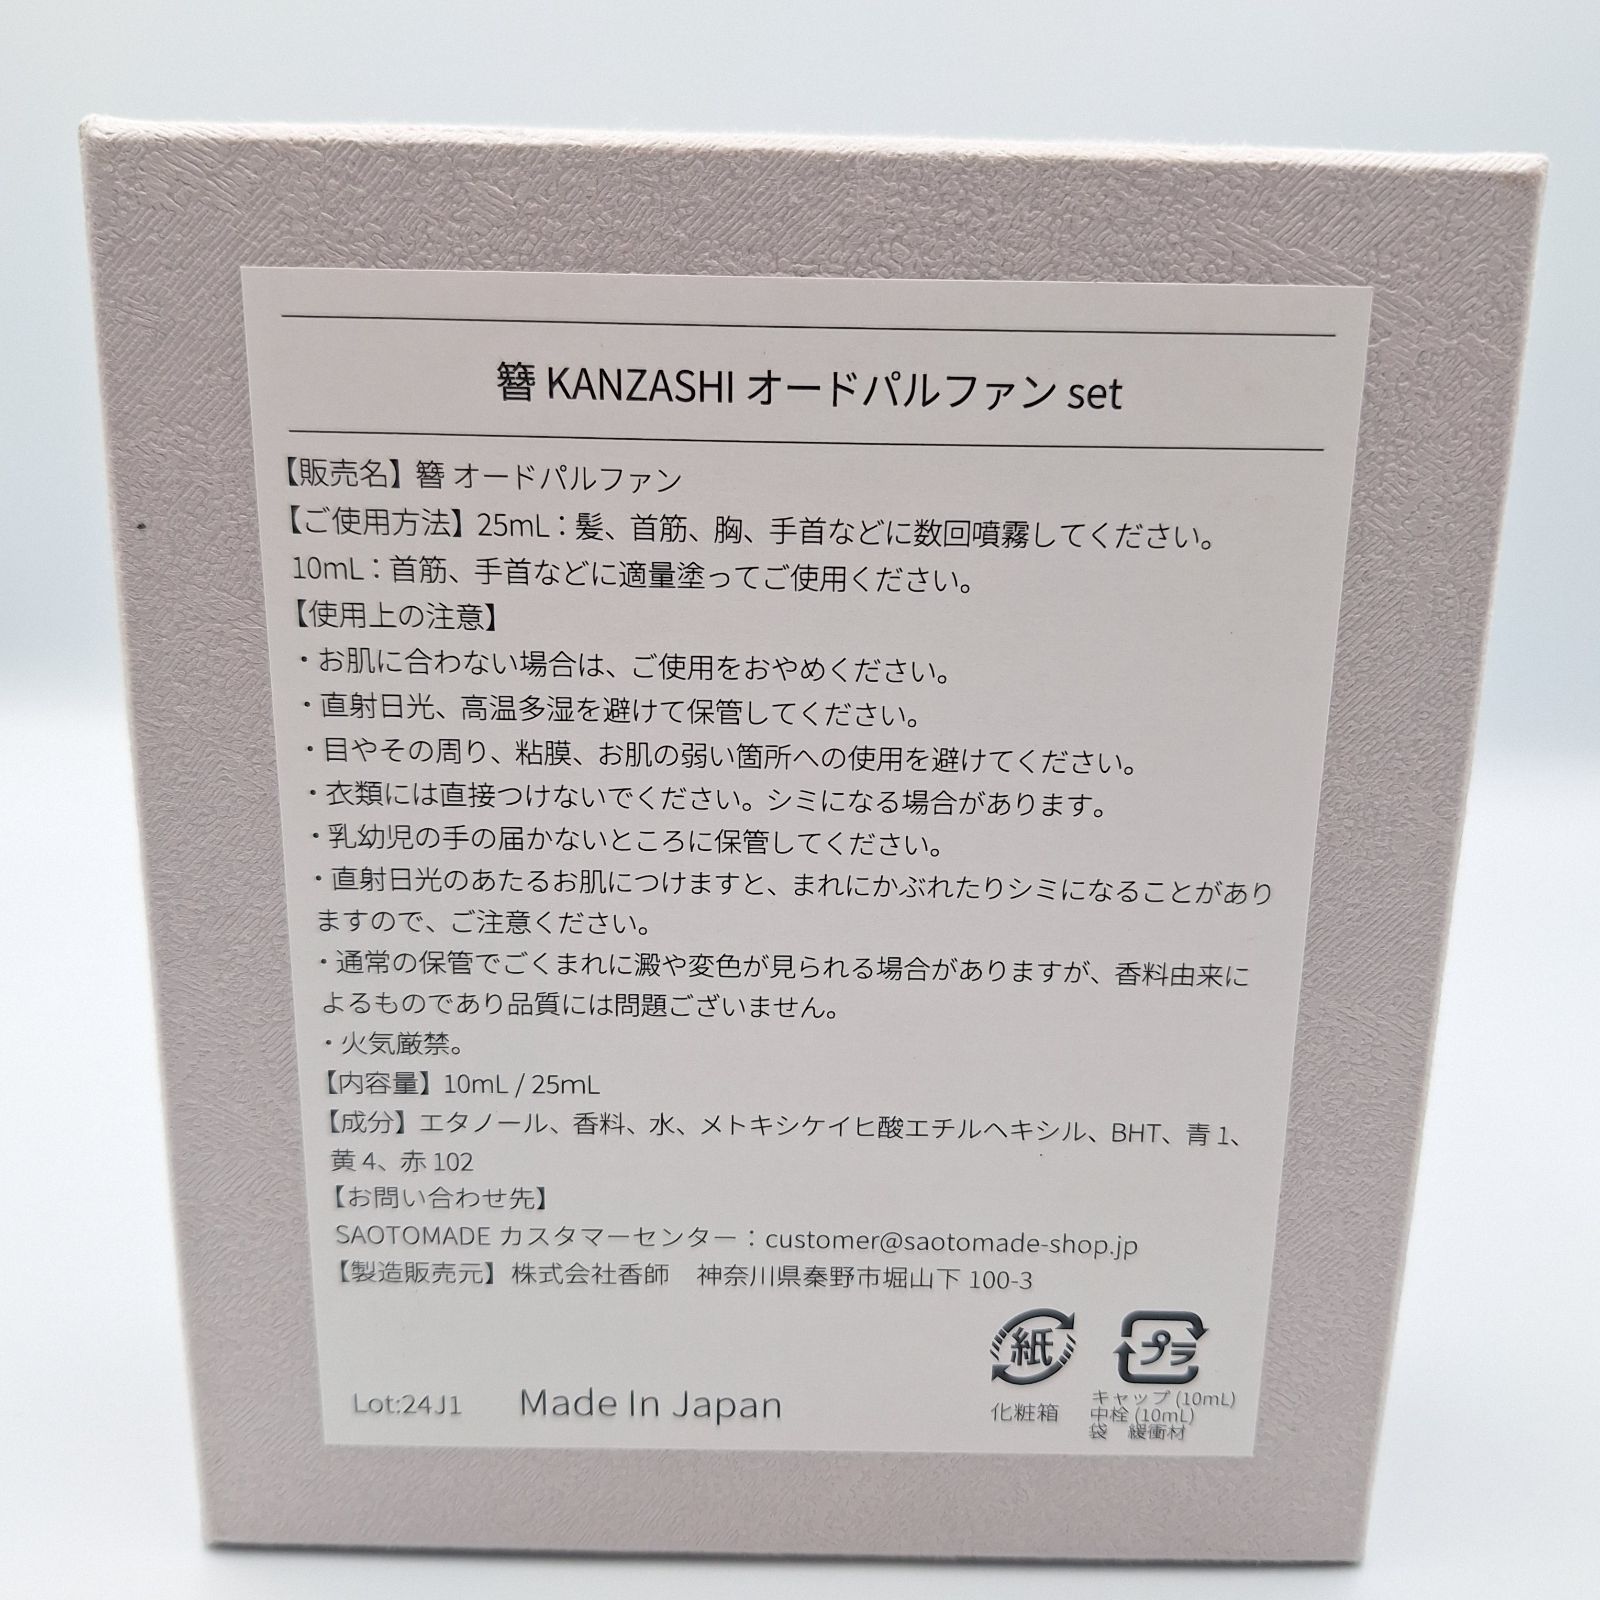 簪 KANZASHI オードパルファン set
【販売名】簪 オードパルファン
【ご使用方法】25mL：髪、首筋、胸、手首などに数回噴霧してください。
10mL：首筋、手首などに適量塗ってご使用ください。
【使用上の注意】
・お肌に合わない場合は、ご使用をおやめください。
・直射日光、高温多湿を避けて保管してください。
・目やその周り、粘膜、お肌の弱い箇所への使用を避けてください。
・衣類には直接つけないでください。シミになる場合があります。
・乳幼児の手の届かないところに保管してください。
・直射日光のあたるお肌につけますと、まれにかぶれたりシミになることがあり
ますので、ご注意ください。
・通常の保管でごくまれに澱や変色が見られる場合がありますが、香料由来に
よるものであり品質には問題ございません。
・火気厳禁。
【内容量】10mL / 25mL
【成分】エタノール、香料、水、メトキシケイヒ酸エチルヘキシル、BHT、青 1、
黄 4、赤 102
【お問い合わせ先】
SAOTOMADE カスタマーセンター：customer@saotomade-shop.jp
【製造販売元】株式会社香師　神奈川県秦野市堀山下 100-3
紙
プラ
Lot:24J1 Made In Japan
化粧箱
キャップ (10mL)
中栓 (10mL)
袋　緩衝材